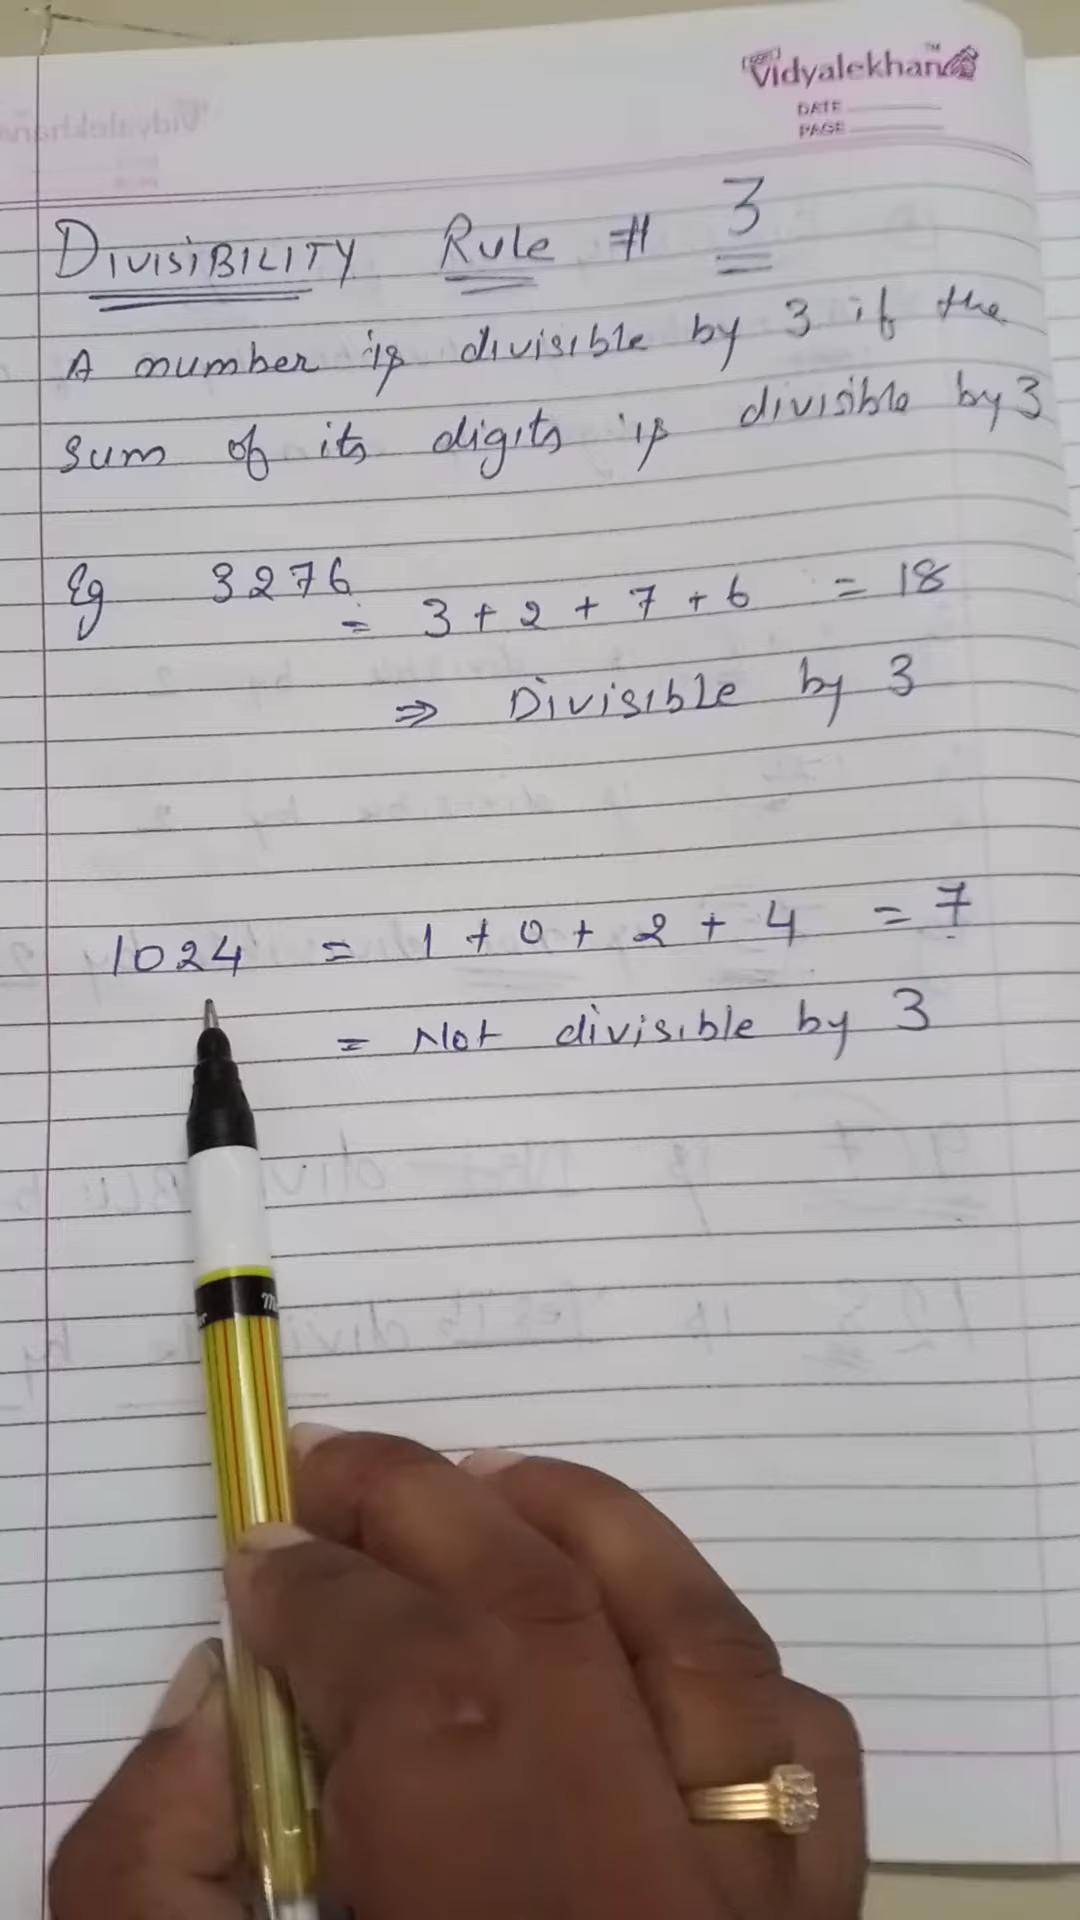 Vidyalekhan™
DATE
PAGE
DIVISIBILITY Rule # 3
A number is divisible by 3 if the
sum of its digits is divisible by 3
Eg 3276 = 3 + 2 + 7 + 6 = 18
⇒ Divisible by 3
1024 = 1 + 0 + 2 + 4 = 7
= Not divisible by 3